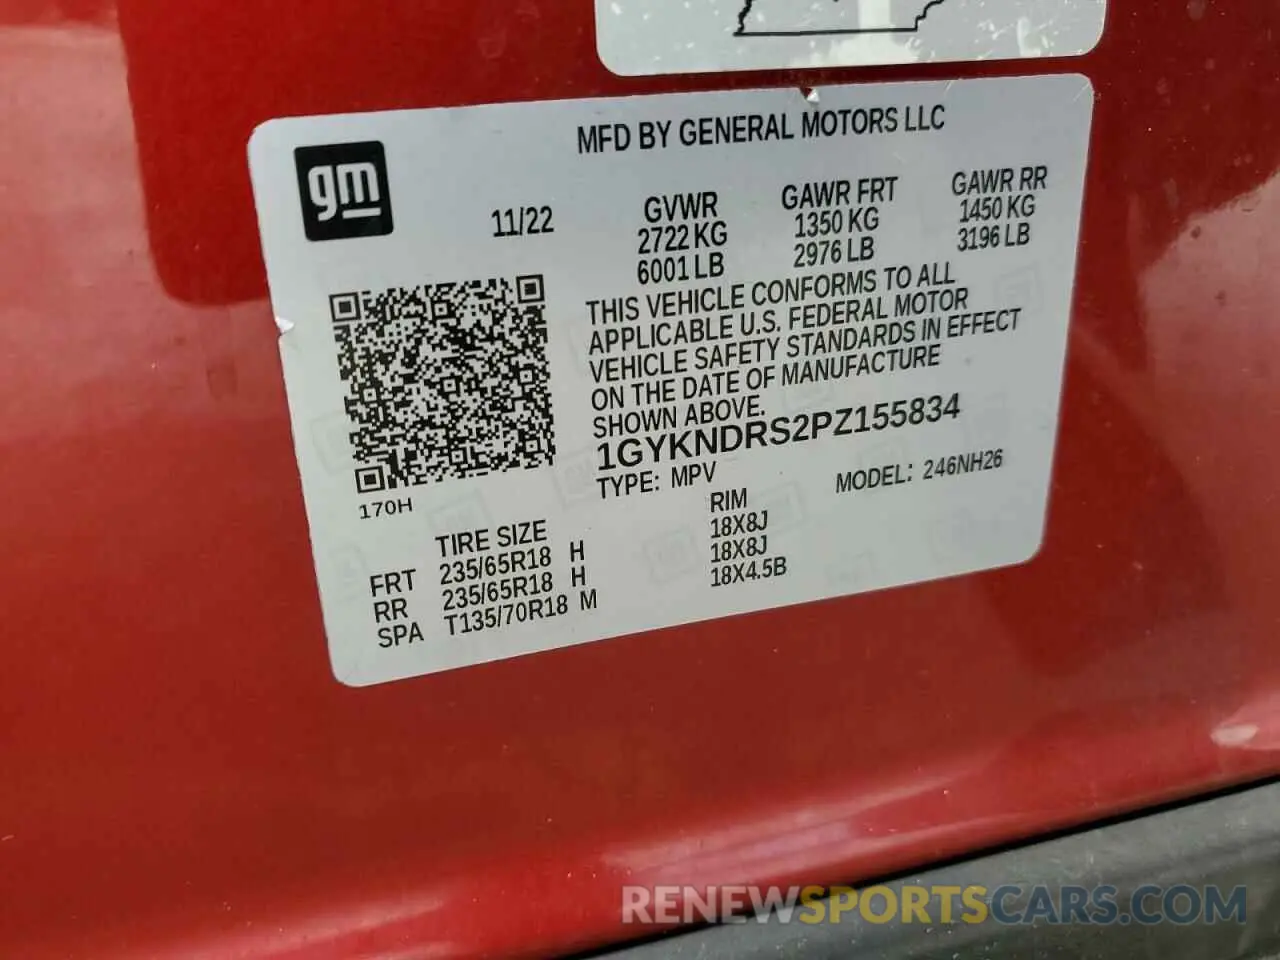 MFD BY GENERAL MOTORS LLC
gm
11/22
GVWR GAWR FRT GAWR RR
2722 KG 1350 KG 1450 KG
6001 LB 2976 LB 3196 LB
THIS VEHICLE CONFORMS TO ALL
APPLICABLE U.S. FEDERAL MOTOR
VEHICLE SAFETY STANDARDS IN EFFECT
ON THE DATE OF MANUFACTURE
SHOWN ABOVE.
1GYKNDRS2PZ155834
TYPE: MPV MODEL: 246NH26
170H
TIRE SIZE RIM
FRT 235/65R18 H 18X8J
RR 235/65R18 H 18X8J
SPA T135/70R18 M 18X4.5B
RENEWSPORTSCARS.COM